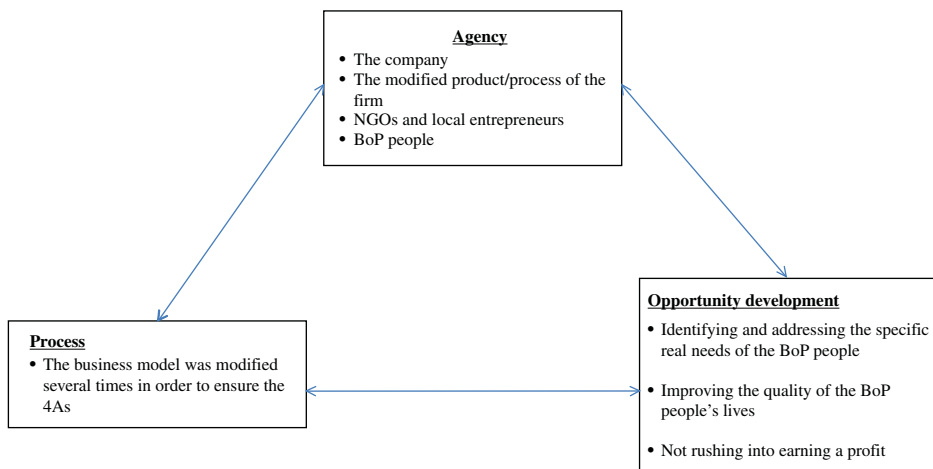 Agency
• The company
• The modified product/process of the
firm
• NGOs and local entrepreneurs
• BoP people
Process
• The business model was modified
several times in order to ensure the
4As
Opportunity development
• Identifying and addressing the specific
real needs of the BoP people
• Improving the quality of the BoP
people’s lives
• Not rushing into earning a profit